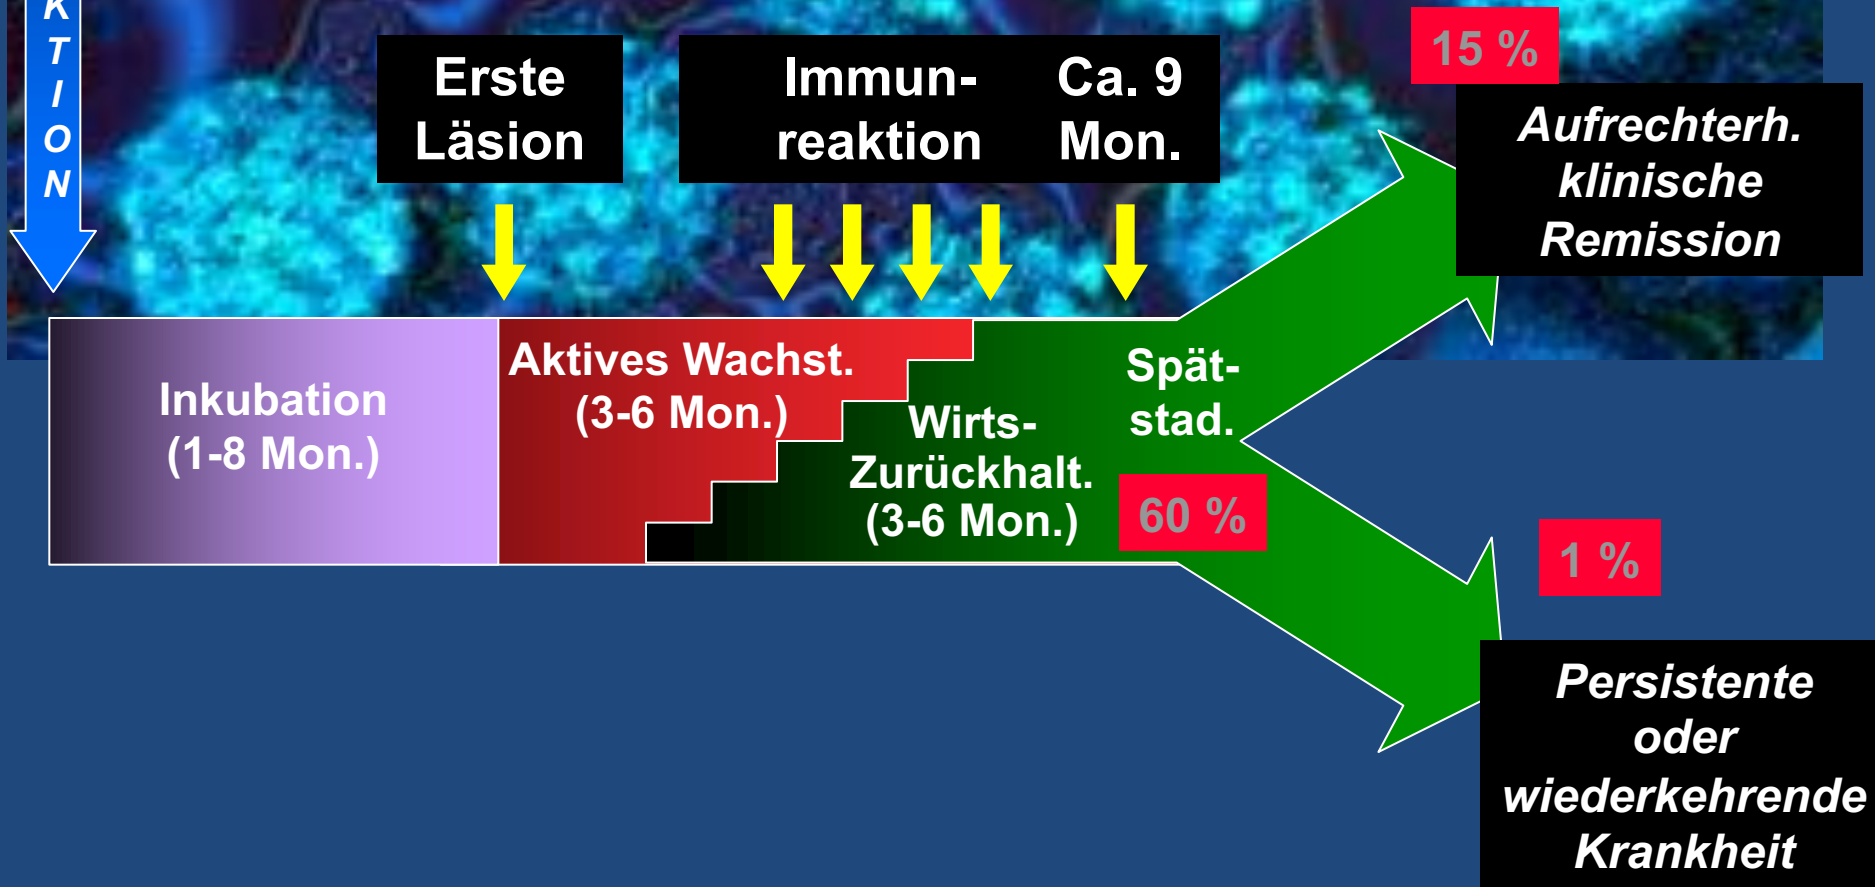 K
T
I
O
N
Erste
Läsion
Immun-
reaktion
Ca. 9
Mon.
15 %
Aufrechterh.
klinische
Remission
Inkubation
(1-8 Mon.)
Aktives Wachst.
(3-6 Mon.)
Wirts-
Zurückhalt.
(3-6 Mon.)
Spät-
stad.
60 %
1 %
Persistente
oder
wiederkehrende
Krankheit